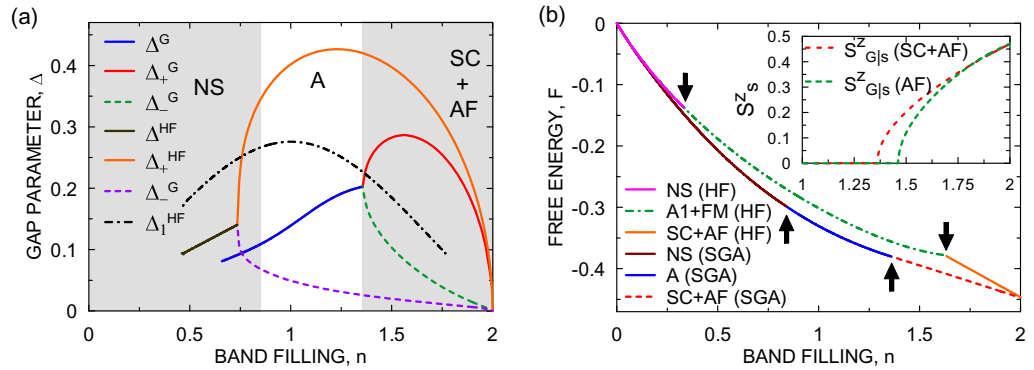 (a)
GAP PARAMETER, Δ
0.4
0.3
0.2
0.1
0
Δ^G
Δ_+^G
Δ_-^G
Δ^HF
Δ_+^HF
Δ_-^G
Δ_1^HF
NS
A
SC
+
AF
0 0.5 1 1.5 2
BAND FILLING, n
(b)
FREE ENERGY, F
0
-0.1
-0.2
-0.3
-0.4
NS (HF)
A1+FM (HF)
SC+AF (HF)
NS (SGA)
A (SGA)
SC+AF (SGA)
S^Z_s
0.5
0.4
0.3
0.2
0.1
0
S^Z_G|s (SC+AF)
S^Z_G|s (AF)
1 1.25 1.5 1.75 2
0 0.5 1 1.5 2
BAND FILLING, n